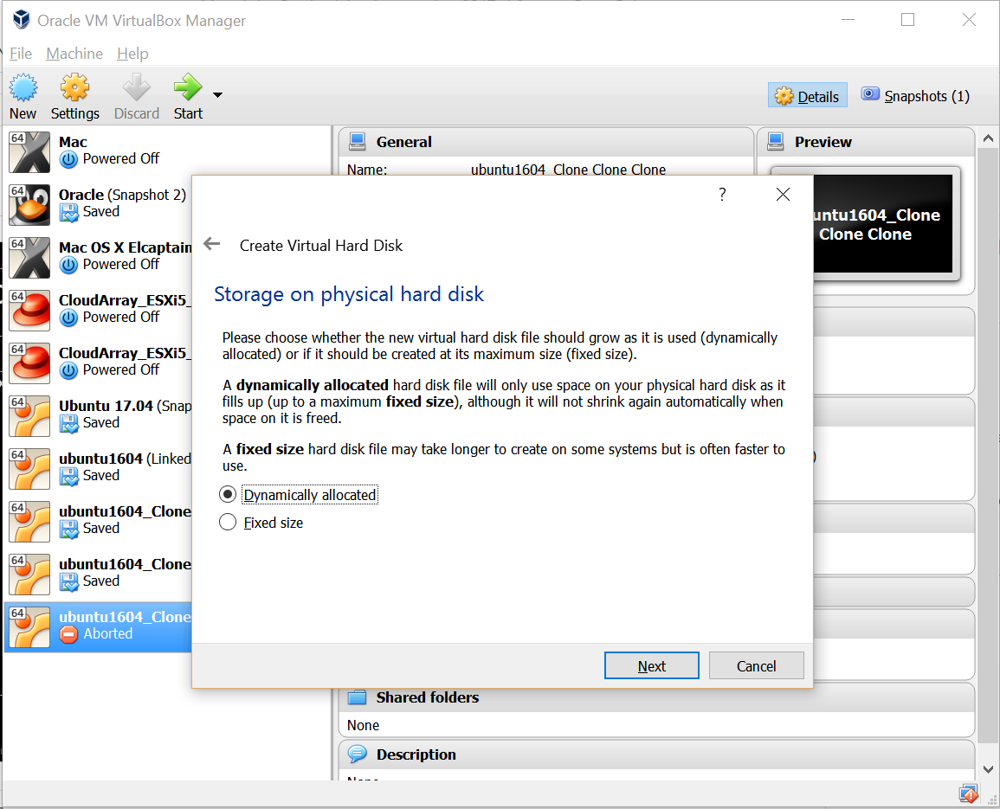 Oracle VM VirtualBox Manager
File Machine Help
New Settings Discard Start
Details Snapshots (1)
64 Mac
Powered Off
64 Oracle (Snapshot 2)
Saved
64 Mac OS X Elcaptain
Powered Off
64 CloudArray_ESXi5_
Powered Off
64 CloudArray_ESXi5_
Powered Off
64 Ubuntu 17.04 (Snap
Saved
64 ubuntu1604 (Linked
Saved
64 ubuntu1604_Clone
Saved
64 ubuntu1604_Clone
Saved
64 ubuntu1604_Clone
Aborted
General
Name: ubuntu1604_Clone Clone Clone
Preview
untu1604_Clone
Clone Clone
?
Create Virtual Hard Disk
Storage on physical hard disk
Please choose whether the new virtual hard disk file should grow as it is used (dynamically
allocated) or if it should be created at its maximum size (fixed size).
A dynamically allocated hard disk file will only use space on your physical hard disk as it
fills up (up to a maximum fixed size), although it will not shrink again automatically when
space on it is freed.
A fixed size hard disk file may take longer to create on some systems but is often faster to
use.
Dynamically allocated
Fixed size
Next Cancel
)
Shared folders
None
Description